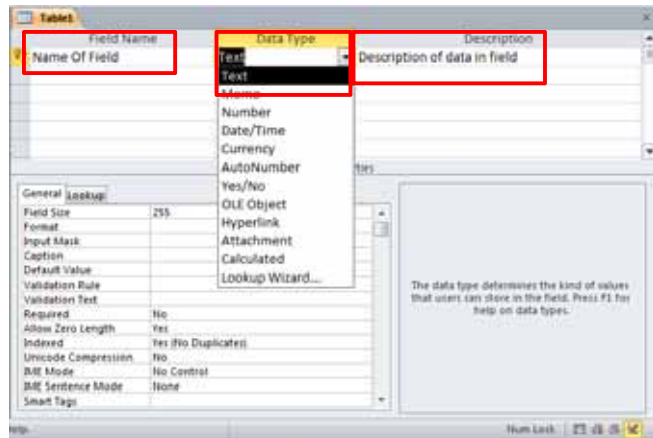 Table1
Field Name Data Type Description
Name Of Field Text Description of data in field
Text
Memo
Number
Date/Time
Currency
AutoNumber
Yes/No
OLE Object
Hyperlink
Attachment
Calculated
Lookup Wizard...
General Lookup
Field Size 255
Format
Input Mask
Caption
Default Value
Validation Rule
Validation Text
Required No
Allow Zero Length Yes
Indexed Yes (No Duplicates)
Unicode Compression No
IME Mode No Control
IME Sentence Mode None
Smart Tags
The data type determines the kind of values
that users can store in the field. Press F1 for
help on data types.
Num Lock